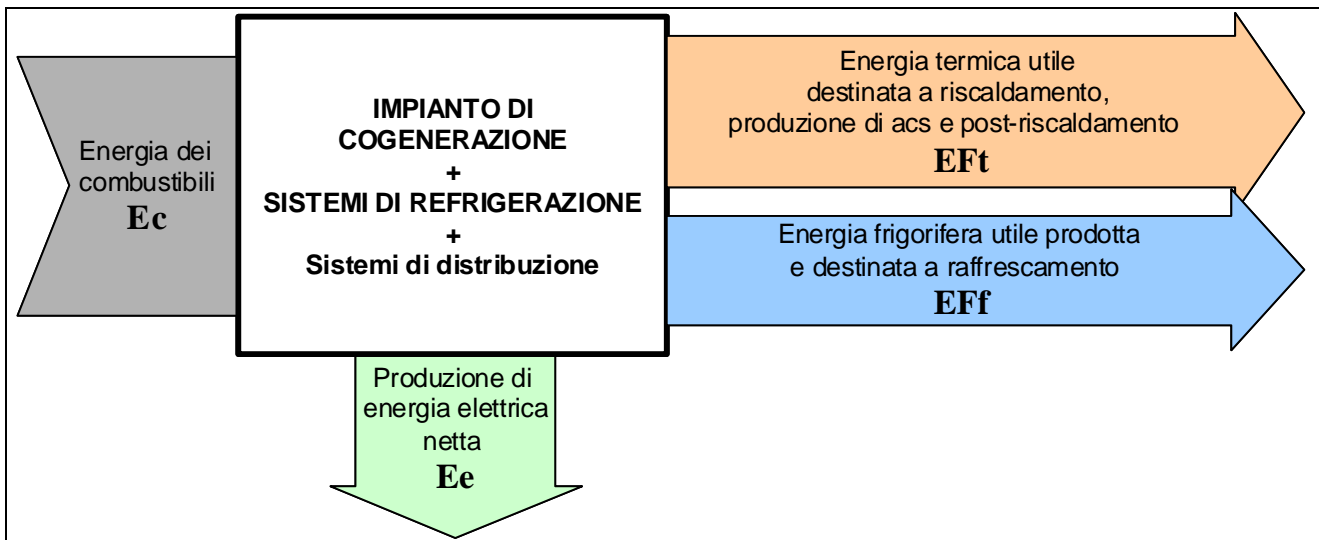 Energia dei
combustibili
Ec
IMPIANTO DI
COGENERAZIONE
+
SISTEMI DI REFRIGERAZIONE
+
Sistemi di distribuzione
Energia termica utile
destinata a riscaldamento,
produzione di acs e post-riscaldamento
EFt
Energia frigorifera utile prodotta
e destinata a raffrescamento
EFf
Produzione di
energia elettrica
netta
Ee